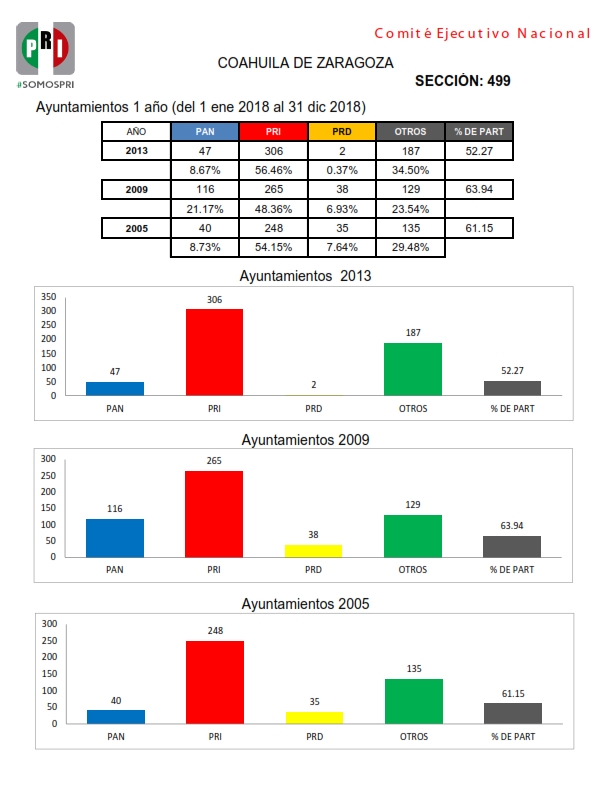 Comité Ejecutivo Nacional
PRI
#SOMOSPRI
COAHUILA DE ZARAGOZA
SECCIÓN: 499
Ayuntamientos 1 año (del 1 ene 2018 al 31 dic 2018)
AÑO PAN PRI PRD OTROS % DE PART
2013 47 306 2 187 52.27
8.67% 56.46% 0.37% 34.50%
2009 116 265 38 129 63.94
21.17% 48.36% 6.93% 23.54%
2005 40 248 35 135 61.15
8.73% 54.15% 7.64% 29.48%
Ayuntamientos 2013
350
300
250
200
150
100
50
0
47 306 2 187 52.27
PAN PRI PRD OTROS % DE PART
Ayuntamientos 2009
300
250
200
150
100
50
0
116 265 38 129 63.94
PAN PRI PRD OTROS % DE PART
Ayuntamientos 2005
300
250
200
150
100
50
0
40 248 35 135 61.15
PAN PRI PRD OTROS % DE PART